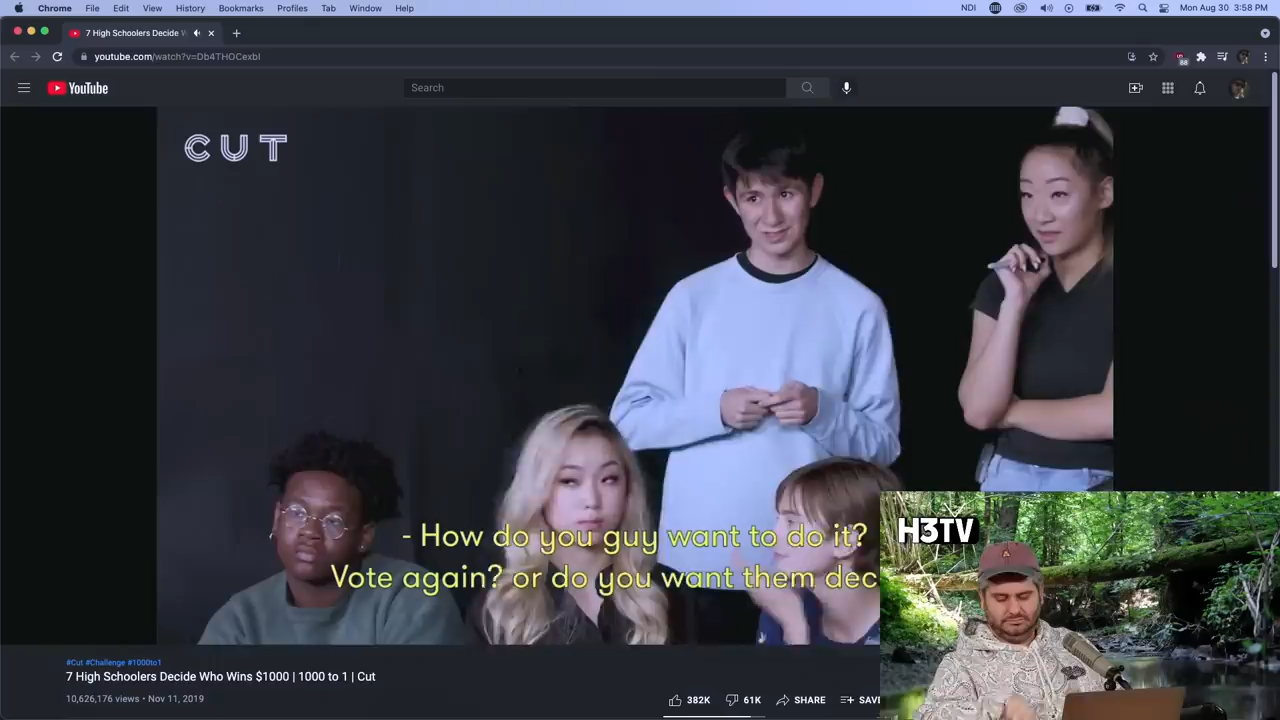 Chrome File Edit View History Bookmarks Profiles Tab Window Help NDI Mon Aug 30 3:58 PM
7 High Schoolers Decide W
youtube.com/watch?v=Db4THOCexbI
YouTube
Search
CUT
H3TV
- How do you guy want to do it?
Vote again? or do you want them dec
#Cut #Challenge #1000to1
7 High Schoolers Decide Who Wins $1000 | 1000 to 1 | Cut
10,626,176 views • Nov 11, 2019 382K 61K SHARE SAVE